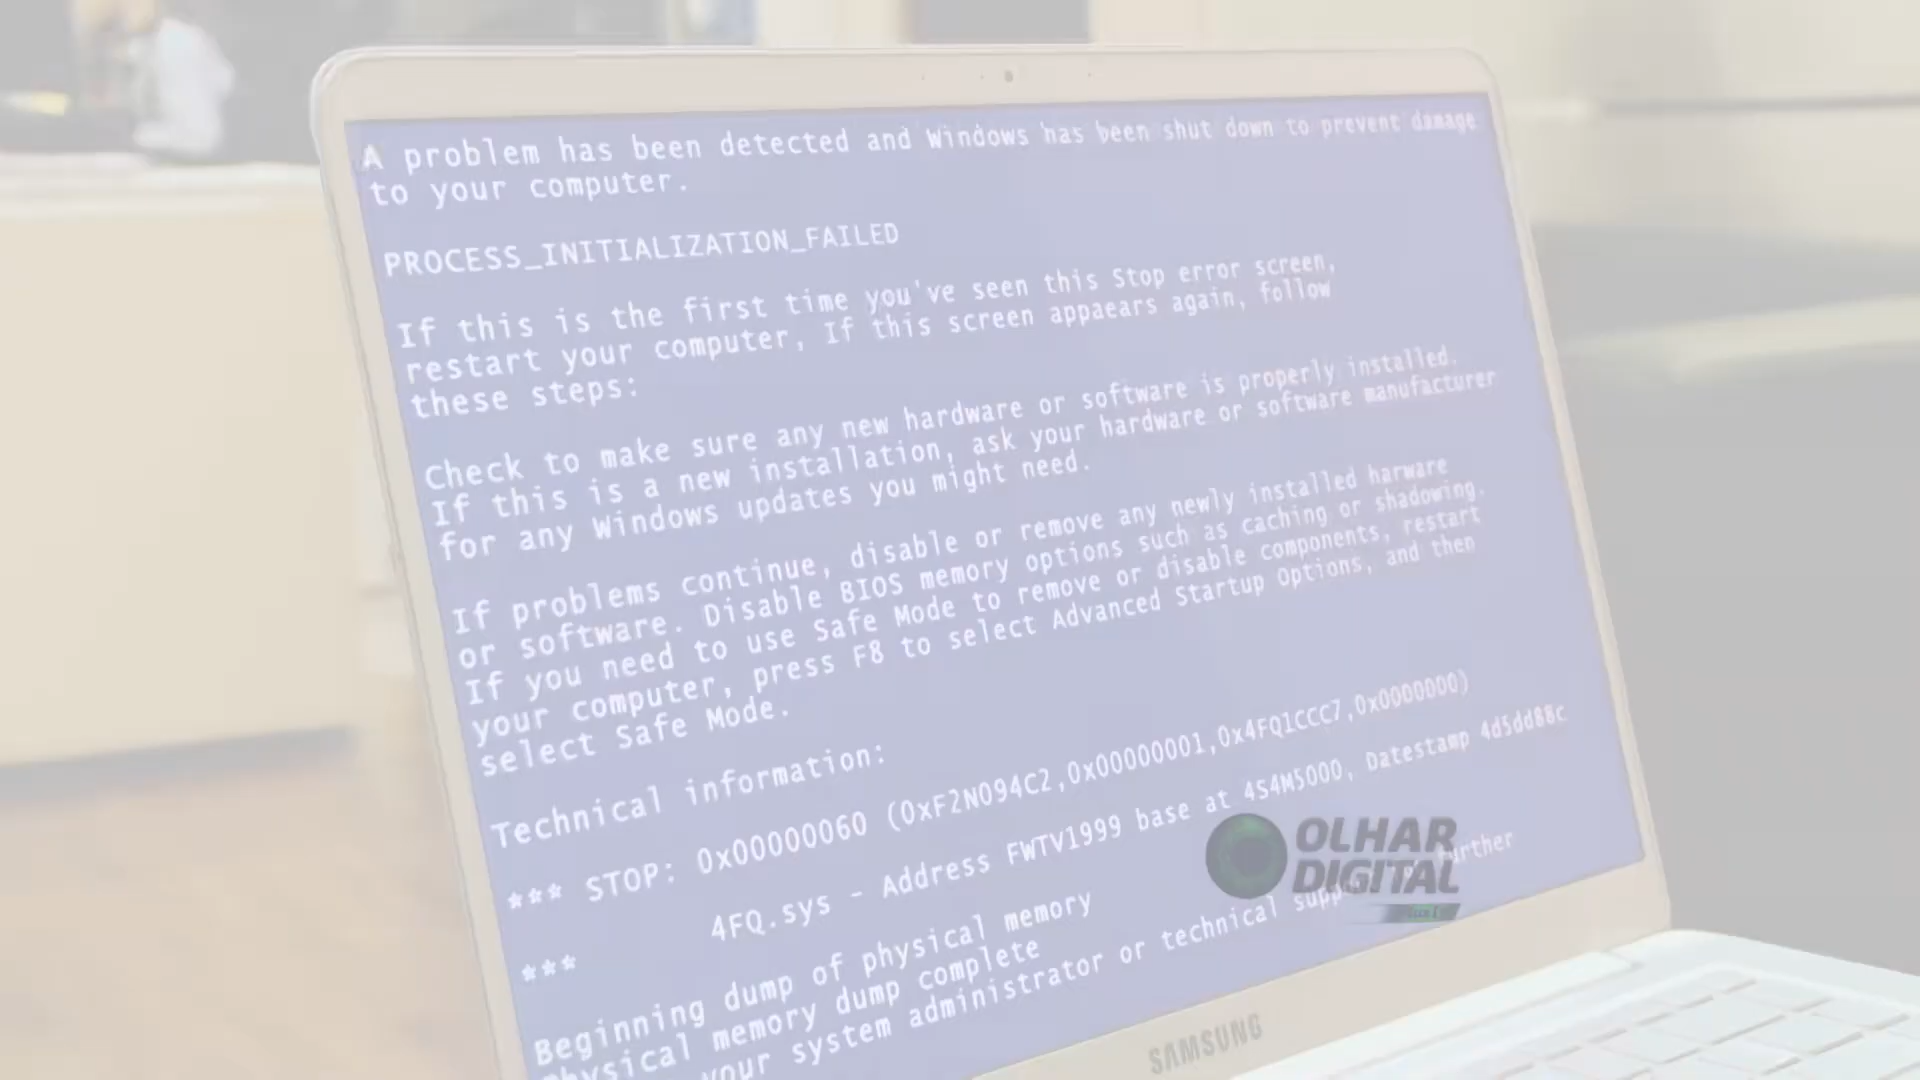 A problem has been detected and Windows has been shut down to prevent damage
to your computer.
PROCESS_INITIALIZATION_FAILED
If this is the first time you've seen this Stop error screen,
restart your computer, If this screen appaears again, follow
these steps:
Check to make sure any new hardware or software is properly installed.
If this is a new installation, ask your hardware or software manufacturer
for any Windows updates you might need.
If problems continue, disable or remove any newly installed harware
or software. Disable BIOS memory options such as caching or shadowing.
If you need to use Safe Mode to remove or disable components, restart
your computer, press F8 to select Advanced Startup Options, and then
select Safe Mode.
Technical information:
*** STOP: 0x00000060 (0xF2N094C2,0x00000001,0x4FQ1CCC7,0x0000000)
*** 4FQ.sys - Address FWTV1999 base at 4S4M5000, Datestamp 4d5dd88c
Beginning dump of physical memory
Physical memory dump complete
your system administrator or technical further
OLHAR
DIGITAL
SAMSUNG